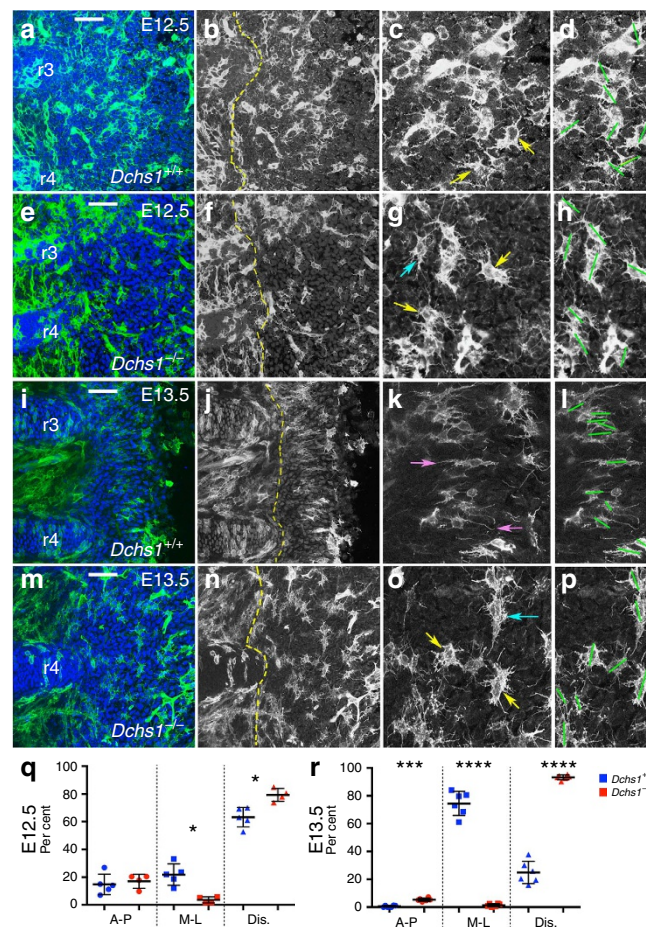 a E12.5 b c d
r3
r4 Dchs1+/+
e E12.5 f g h
r3
r4
Dchs1–/–
i E13.5 j k l
r3
r4 Dchs1+/+
m E13.5 n o p
r4
Dchs1–/–
q r
100
80
60
40
20
0
E12.5
Per cent
*
*
A-P M-L Dis.
100
80
60
40
20
0
E13.5
Per cent
*** **** ****
Dchs1+
Dchs1–
A-P M-L Dis.